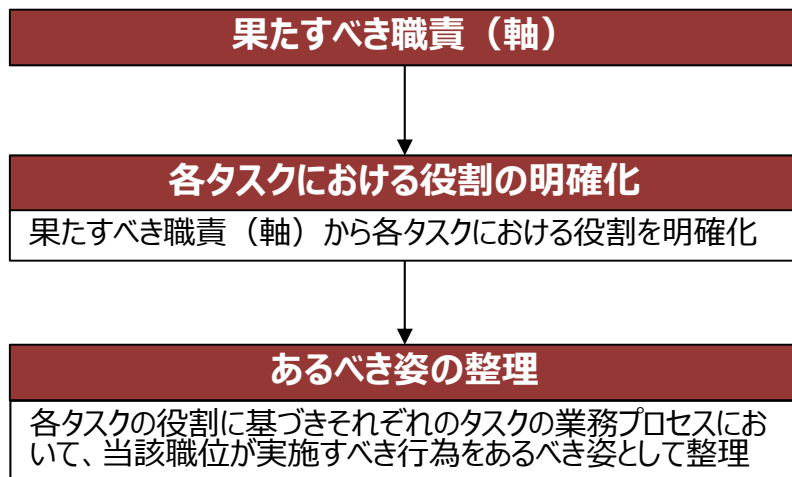 果たすべき職責（軸）
各タスクにおける役割の明確化
果たすべき職責（軸）から各タスクにおける役割を明確化
あるべき姿の整理
各タスクの役割に基づきそれぞれのタスクの業務プロセスにお
いて、当該職位が実施すべき行為をあるべき姿として整理